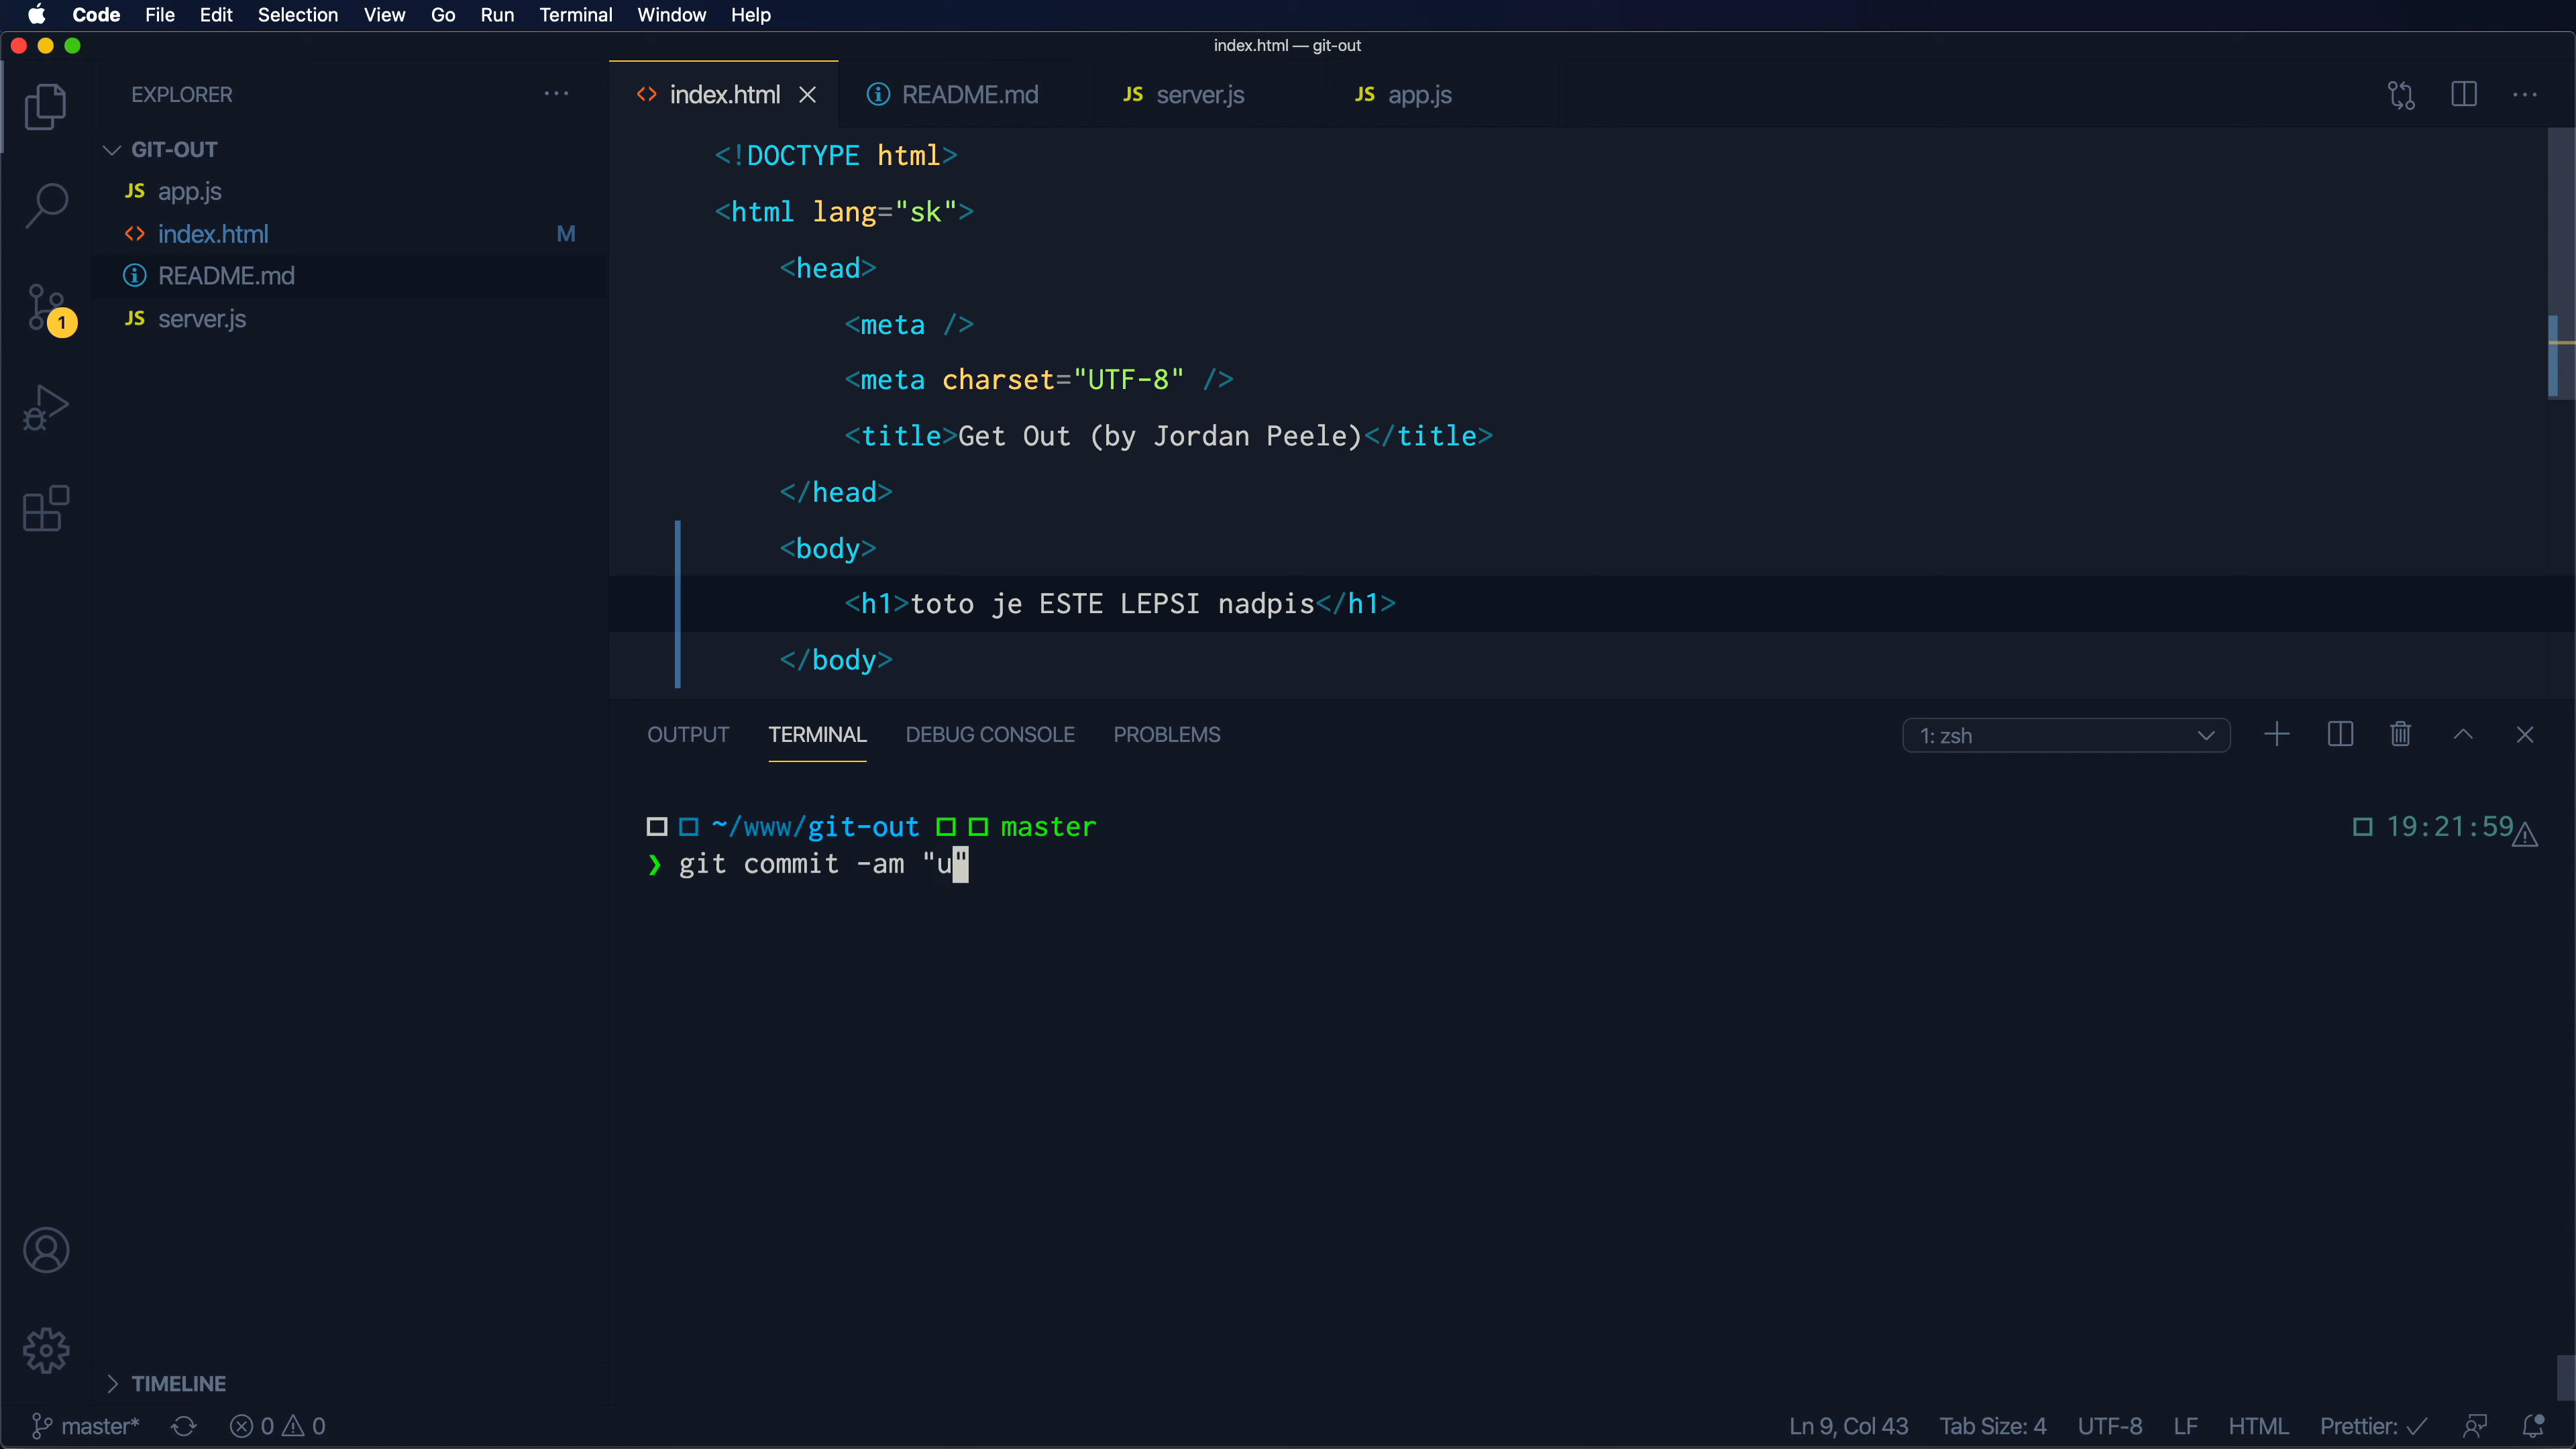 Code File Edit Selection View Go Run Terminal Window Help
index.html — git-out
EXPLORER
GIT-OUT
JS app.js
index.html M
README.md
JS server.js
1
TIMELINE
index.html README.md JS server.js JS app.js
<!DOCTYPE html>
<html lang="sk">
<head>
<meta />
<meta charset="UTF-8" />
<title>Get Out (by Jordan Peele)</title>
</head>
<body>
<h1>toto je ESTE LEPSI nadpis</h1>
</body>
OUTPUT TERMINAL DEBUG CONSOLE PROBLEMS 1: zsh
~/www/git-out master 19:21:59
❯ git commit -am "u"
master* 0 0 Ln 9, Col 43 Tab Size: 4 UTF-8 LF HTML Prettier: ✓